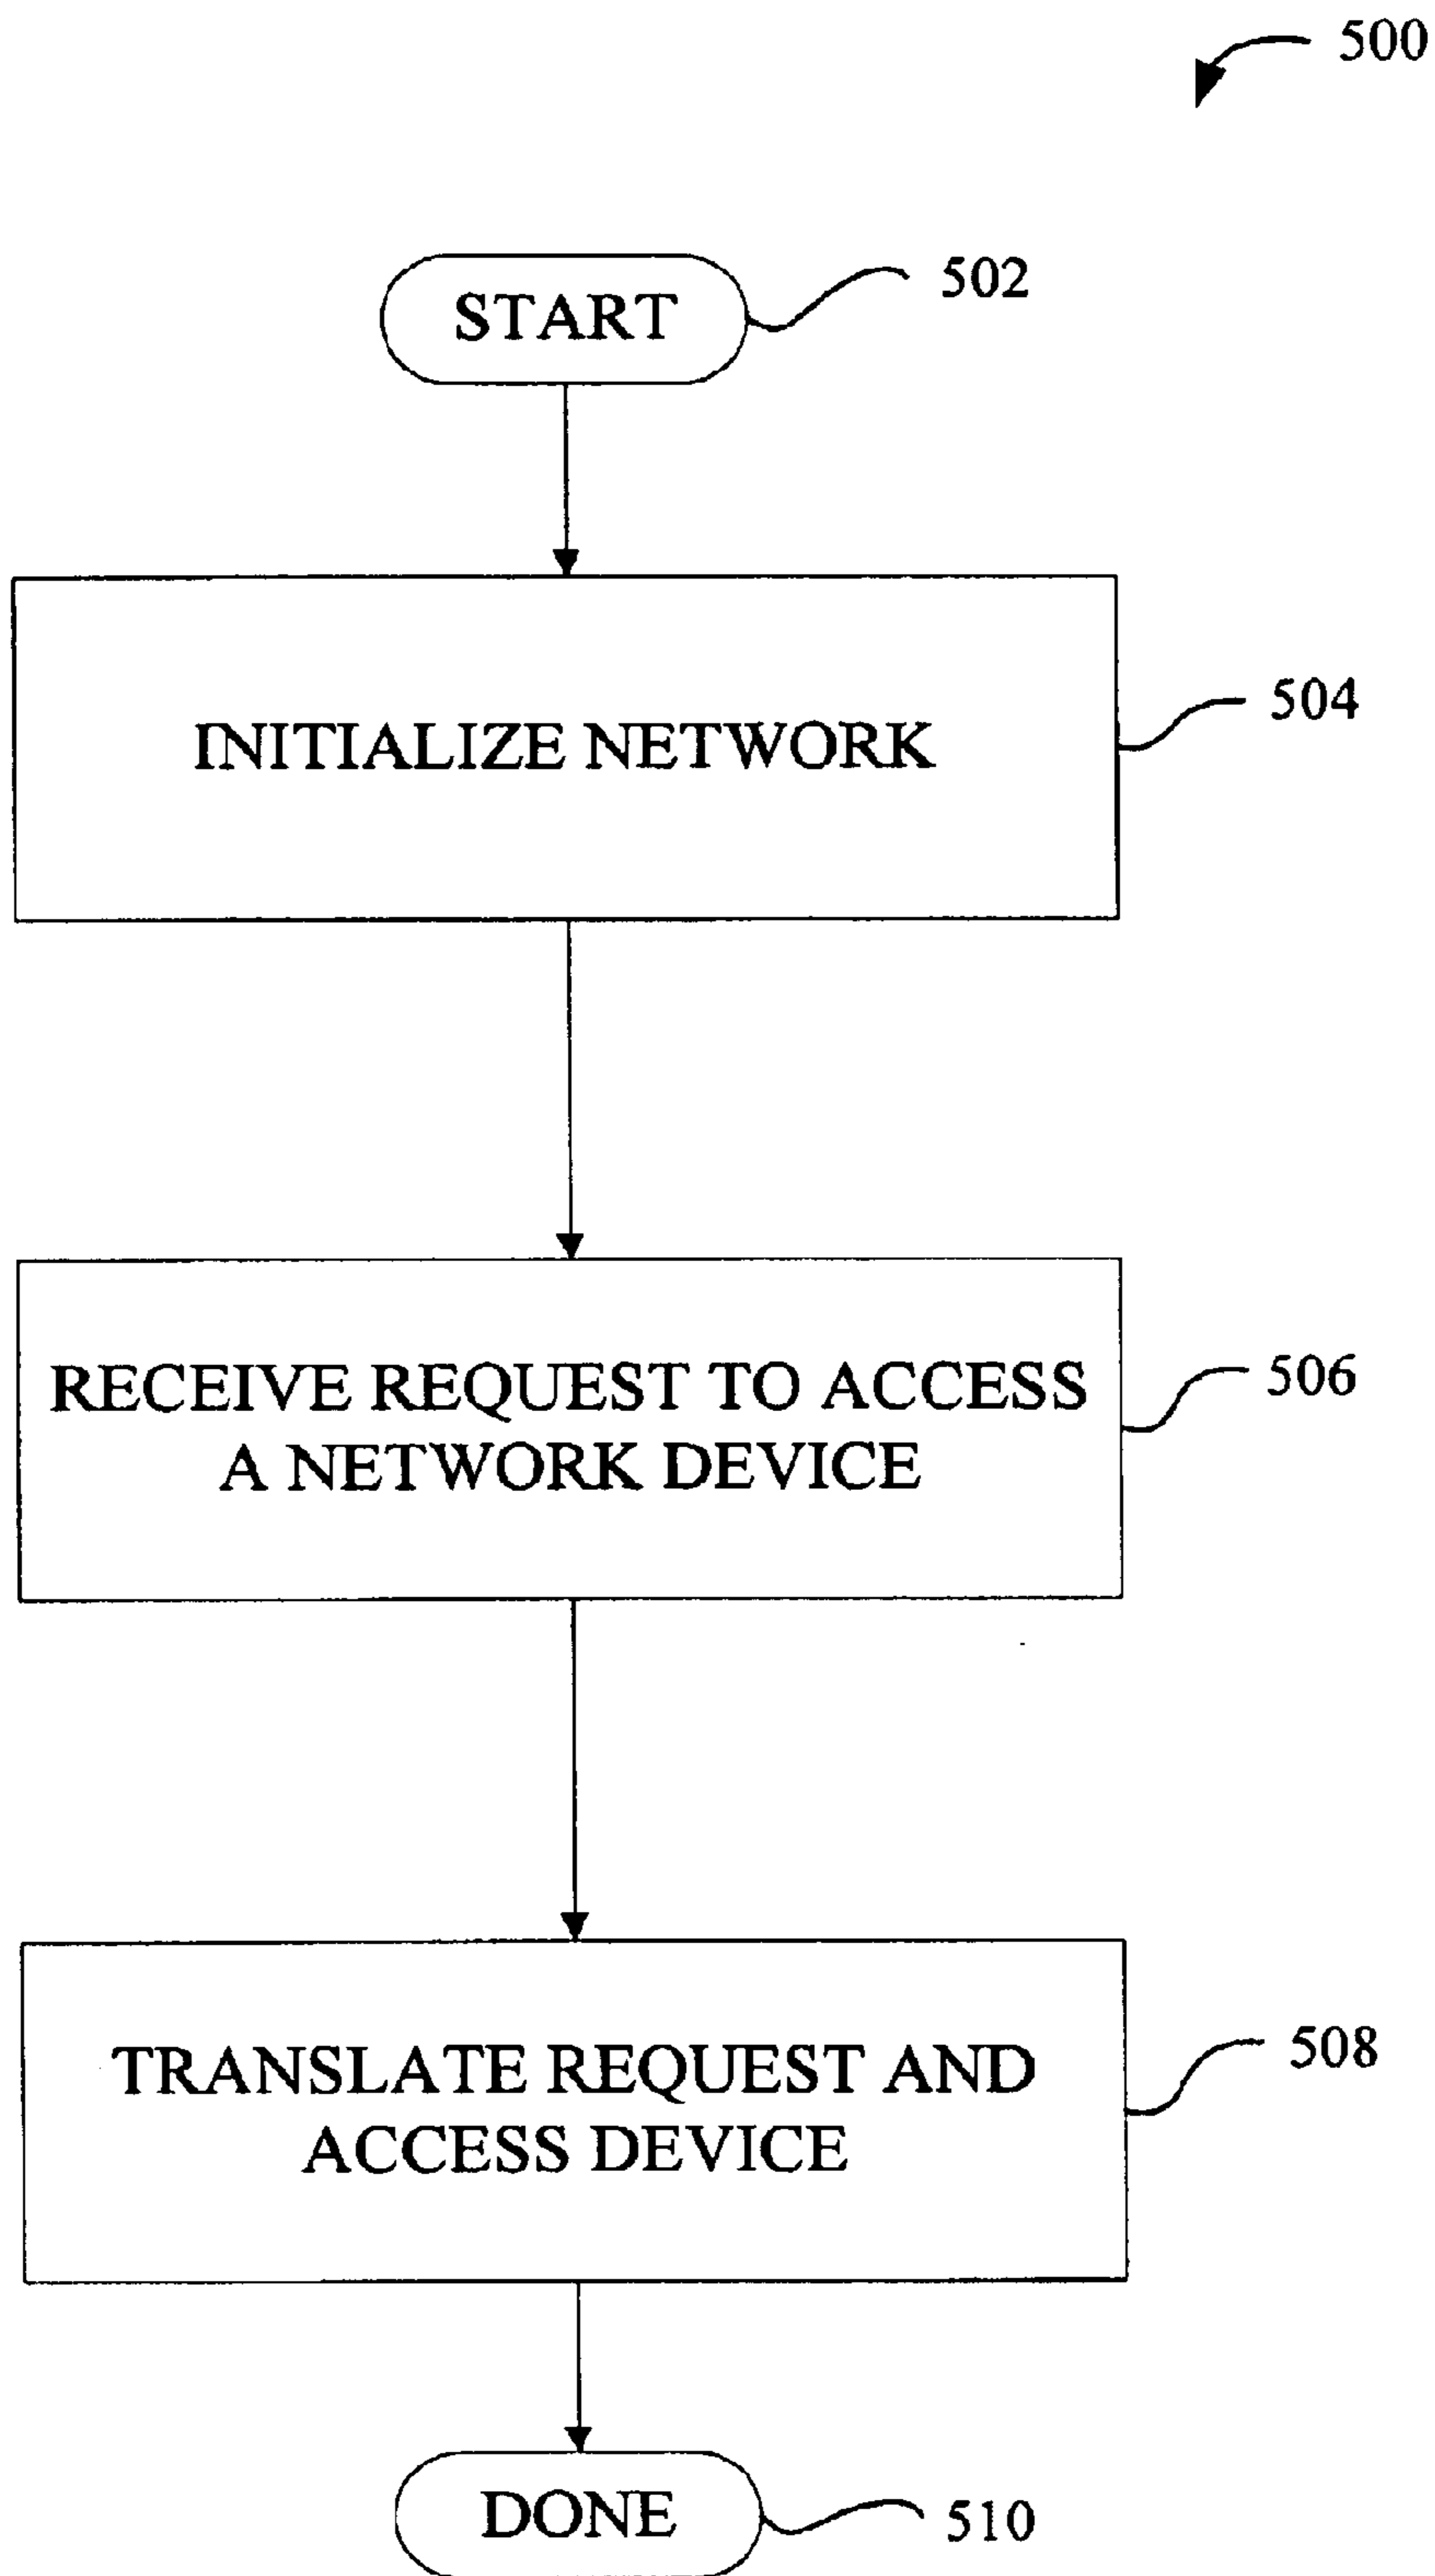 500
START
502
INITIALIZE NETWORK
504
RECEIVE REQUEST TO ACCESS
A NETWORK DEVICE
506
TRANSLATE REQUEST AND
ACCESS DEVICE
508
DONE
510